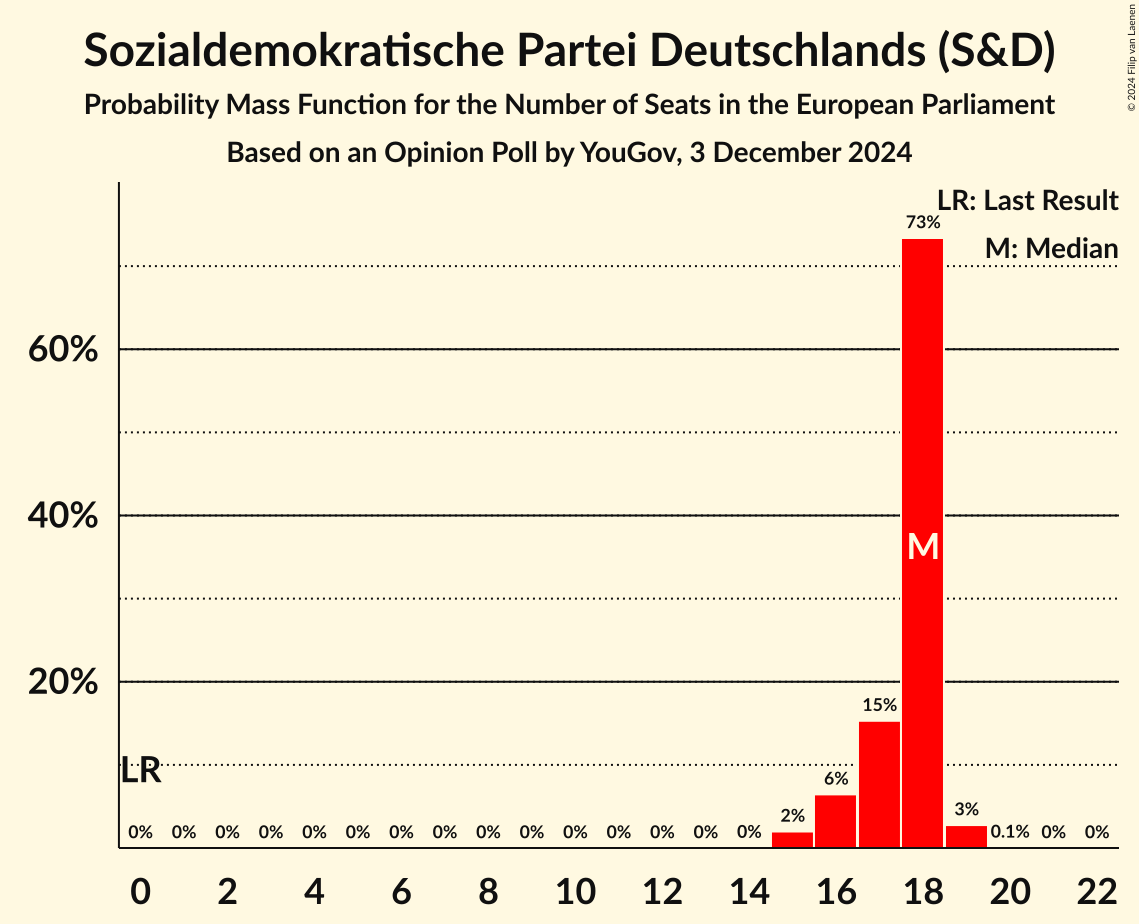 Sozialdemokratische Partei Deutschlands (S&D)
Probability Mass Function for the Number of Seats in the European Parliament
Based on an Opinion Poll by YouGov, 3 December 2024
© 2024 Filip van Laenen
LR: Last Result
M: Median
73%
60%
40%
M
20%
15%
LR
6%
3%
2%
0% 0% 0% 0% 0% 0% 0% 0% 0% 0% 0% 0% 0% 0% 0% 0.1% 0% 0%
0 2 4 6 8 10 12 14 16 18 20 22